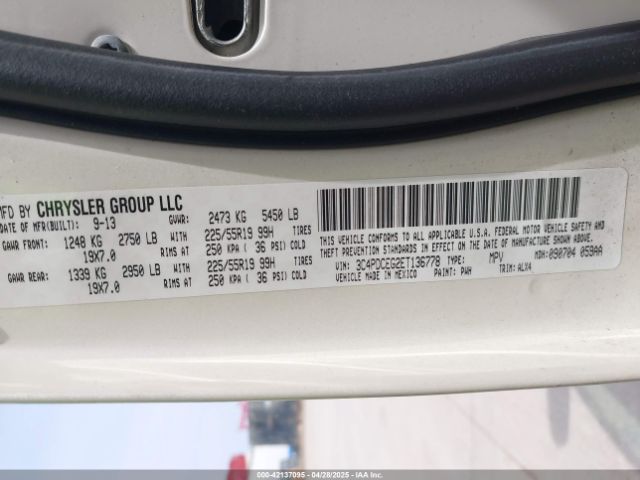 MFD BY CHRYSLER GROUP LLC
DATE OF MFR(BUILT): 9-13 GVWR: 2473 KG 5450 LB
GAWR FRONT: 1248 KG 2750 LB WITH 225/55R19 99H TIRES
19X7.0 RIMS AT 250 KPA ( 36 PSI) COLD
GAWR REAR: 1339 KG 2950 LB WITH 225/55R19 99H TIRES
19X7.0 RIMS AT 250 KPA ( 36 PSI) COLD
THIS VEHICLE CONFORMS TO ALL APPLICABLE U.S.A. FEDERAL MOTOR VEHICLE SAFETY AND
THEFT PREVENTION STANDARDS IN EFFECT ON THE DATE OF MANUFACTURE SHOWN ABOVE.
VIN: 3C4PDCEG2ET136778 TYPE: MPV MDH: 090704 059AA
VEHICLE MADE IN MEXICO PAINT: PWH TRIM: ALX4
000-42137095 - 04/28/2025 - IAA Inc.